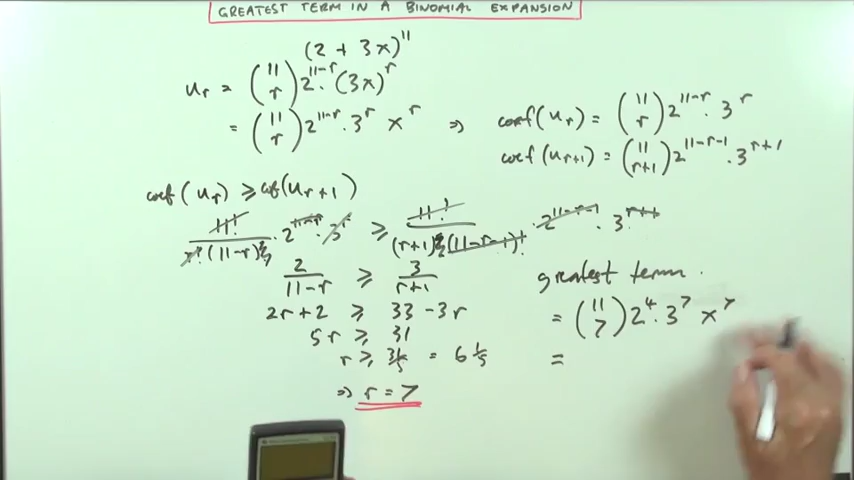 GREATEST TERM IN A BINOMIAL EXPANSION
(2 + 3x)^11
u_r = (11 r) 2^(11-r) . (3x)^r
= (11 r) 2^(11-r) . 3^r x^r ⇒ coef(u_r) = (11 r) 2^(11-r) . 3^r
coef(u_r+1) = (11 r+1) 2^(11-r-1) . 3^(r+1)
coef(u_r) ≥ cof(u_r+1)
11!/(r!(11-r)!) . 2^(11-r) . 3^r ≥ 11!/((r+1)!(11-r-1)!) . 2^(11-r-1) . 3^(r+1)
2/(11-r) ≥ 3/(r+1)
2r+2 ≥ 33-3r
5r ≥ 31
r ≥ 31/5 = 6 1/5
⇒ r = 7
greatest term.
= (11 7) 2^4 . 3^7 x^7
=